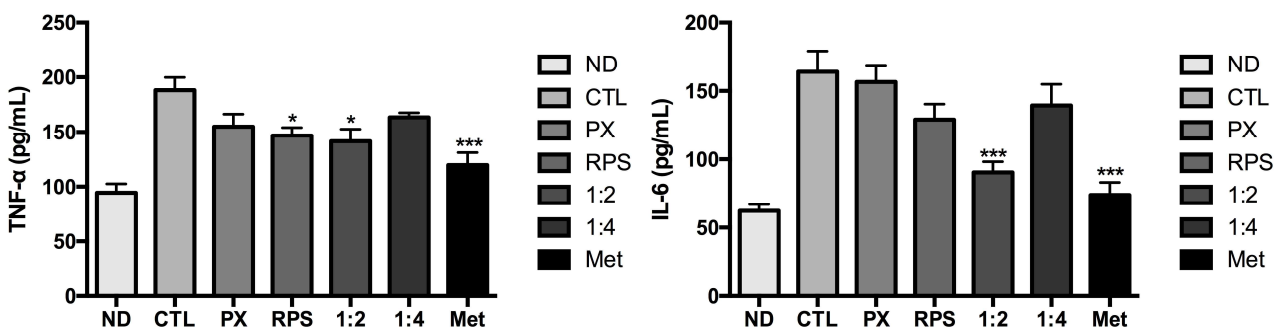 TNF-α (pg/mL)
250
200
150
100
50
0
*
*
***
ND CTL PX RPS 1:2 1:4 Met
ND
CTL
PX
RPS
1:2
1:4
Met
IL-6 (pg/mL)
200
150
100
50
0
***
***
ND CTL PX RPS 1:2 1:4 Met
ND
CTL
PX
RPS
1:2
1:4
Met